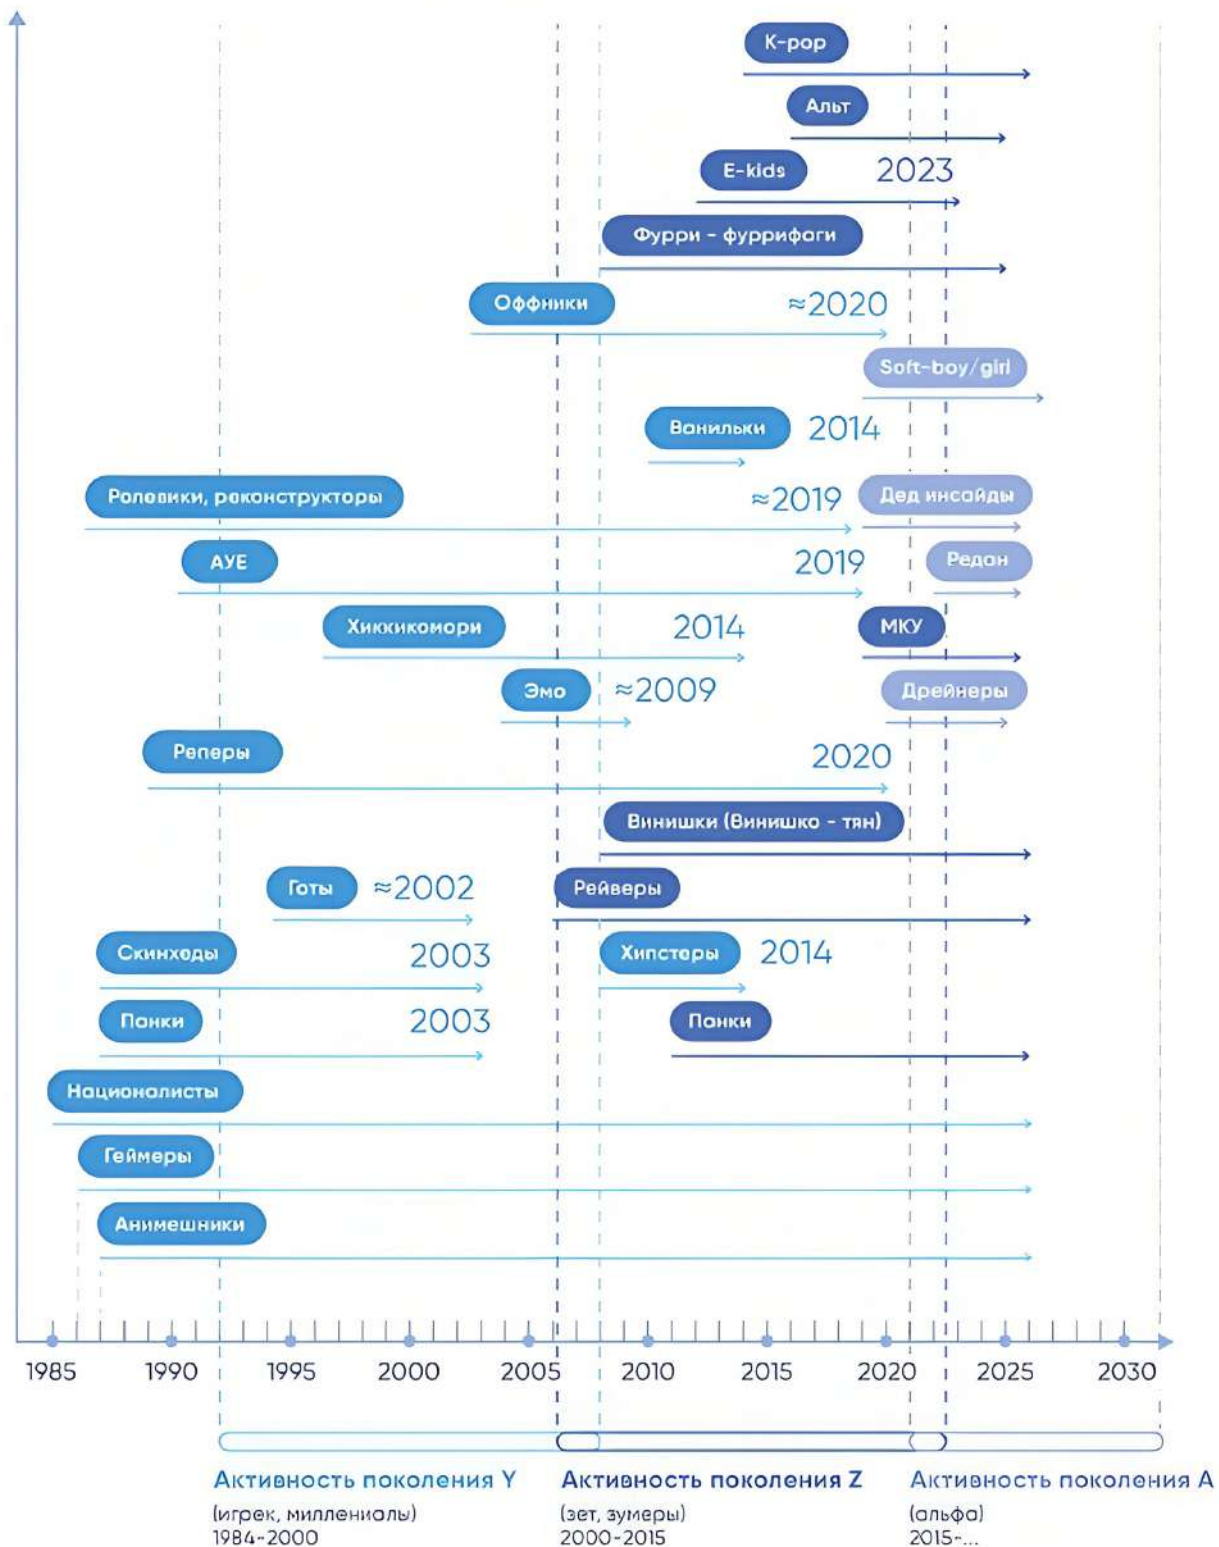 K-pop
Альт
E-kids 2023
Фурри - фуррифаги
Оффники ≈2020
Soft-boy/girl
Ванильки 2014
Ролевики, реконструкторы ≈2019 Дед инсайды
АУЕ 2019 Редан
Хиккикомори 2014 МКУ
Эмо ≈2009 Дрейнеры
Реперы 2020
Винишки (Винишко - тян)
Готы ≈2002 Рейверы
Скинхеды 2003 Хипстеры 2014
Панки 2003 Панки
Националисты
Геймеры
Анимешники
1985 1990 1995 2000 2005 2010 2015 2020 2025 2030
Активность поколения Y
(игрек, миллениалы)
1984-2000
Активность поколения Z
(зет, зумеры)
2000-2015
Активность поколения А
(альфа)
2015-...